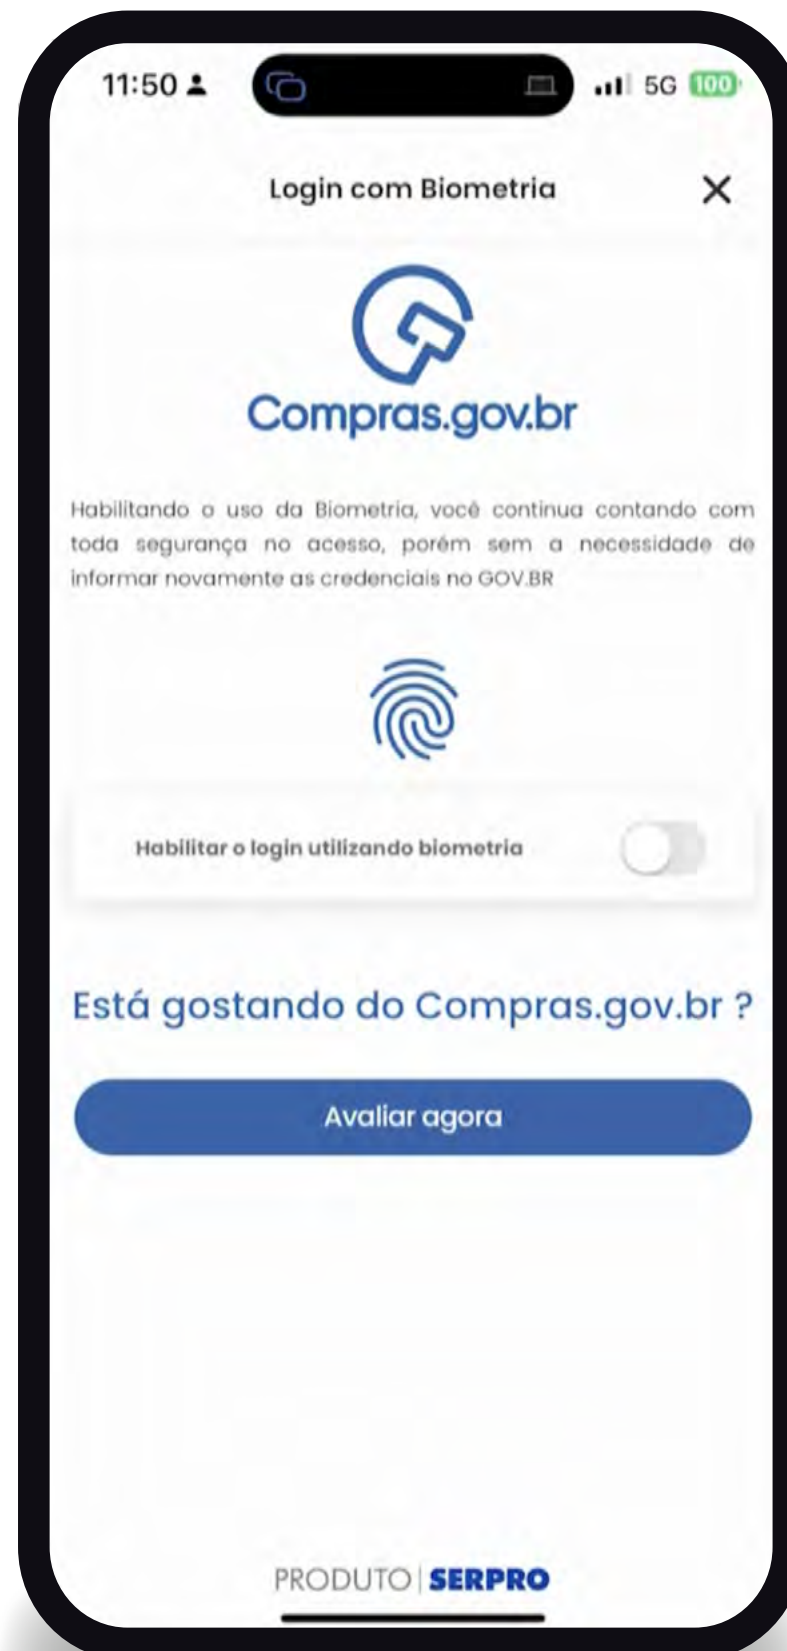 11:50
5G 100
Login com Biometria
Compras.gov.br
Habilitando o uso da Biometria, você continua contando com
toda segurança no acesso, porém sem a necessidade de
informar novamente as credenciais no GOV.BR
Habilitar o login utilizando biometria
Está gostando do Compras.gov.br ?
Avaliar agora
PRODUTO | SERPRO